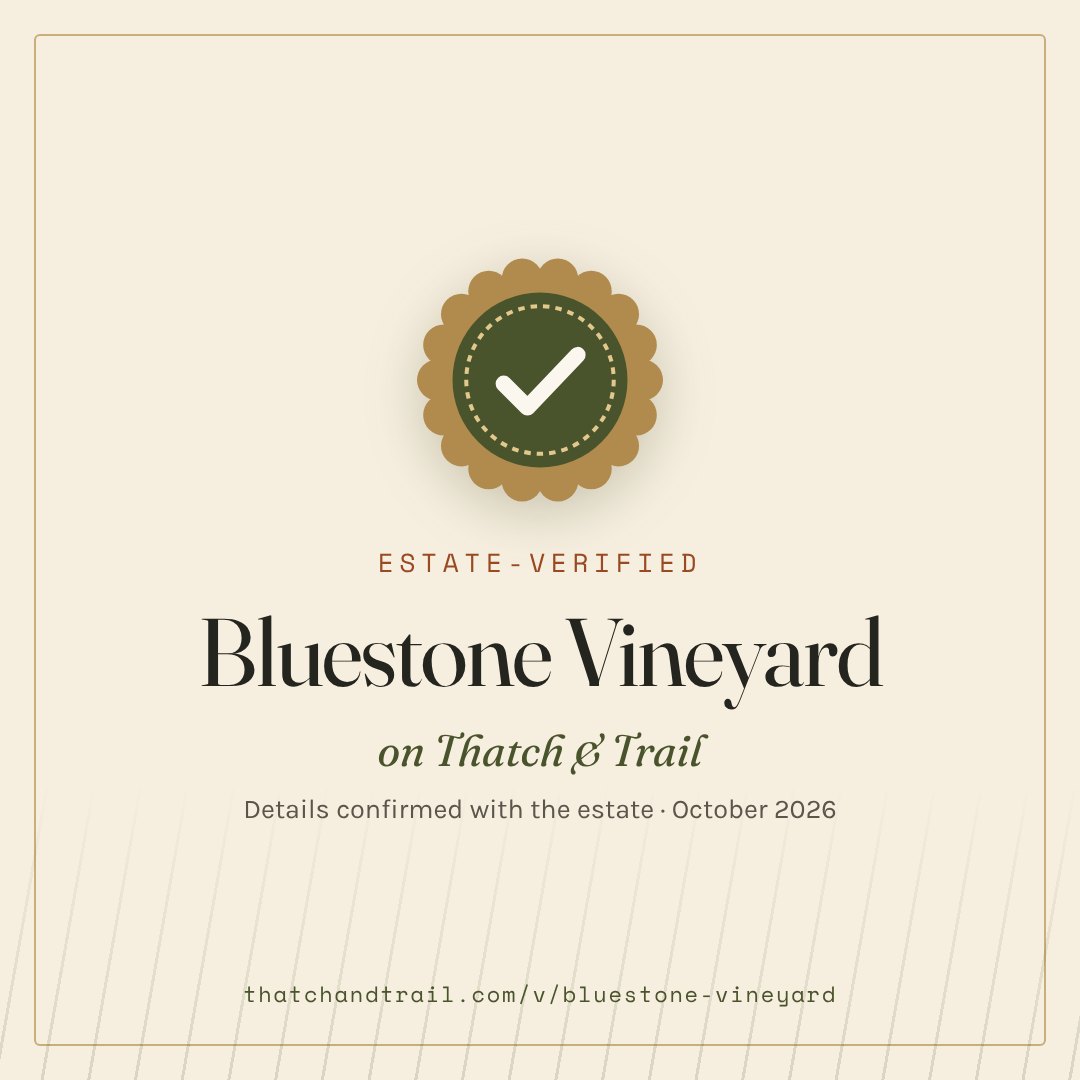 ESTATE-VERIFIED
Bluestone Vineyard
on Thatch & Trail
Details confirmed with the estate · October 2026
thatchandtrail.com/v/bluestone-vineyard